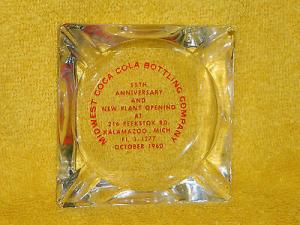 MIDWEST COCA COLA BOTTLING COMPANY
55TH
ANNIVERSARY
AND
NEW PLANT OPENING
AT
216 PEEKSTOK RD.
KALAMAZOO, MICH.
FI. 3-1277
OCTOBER 1960